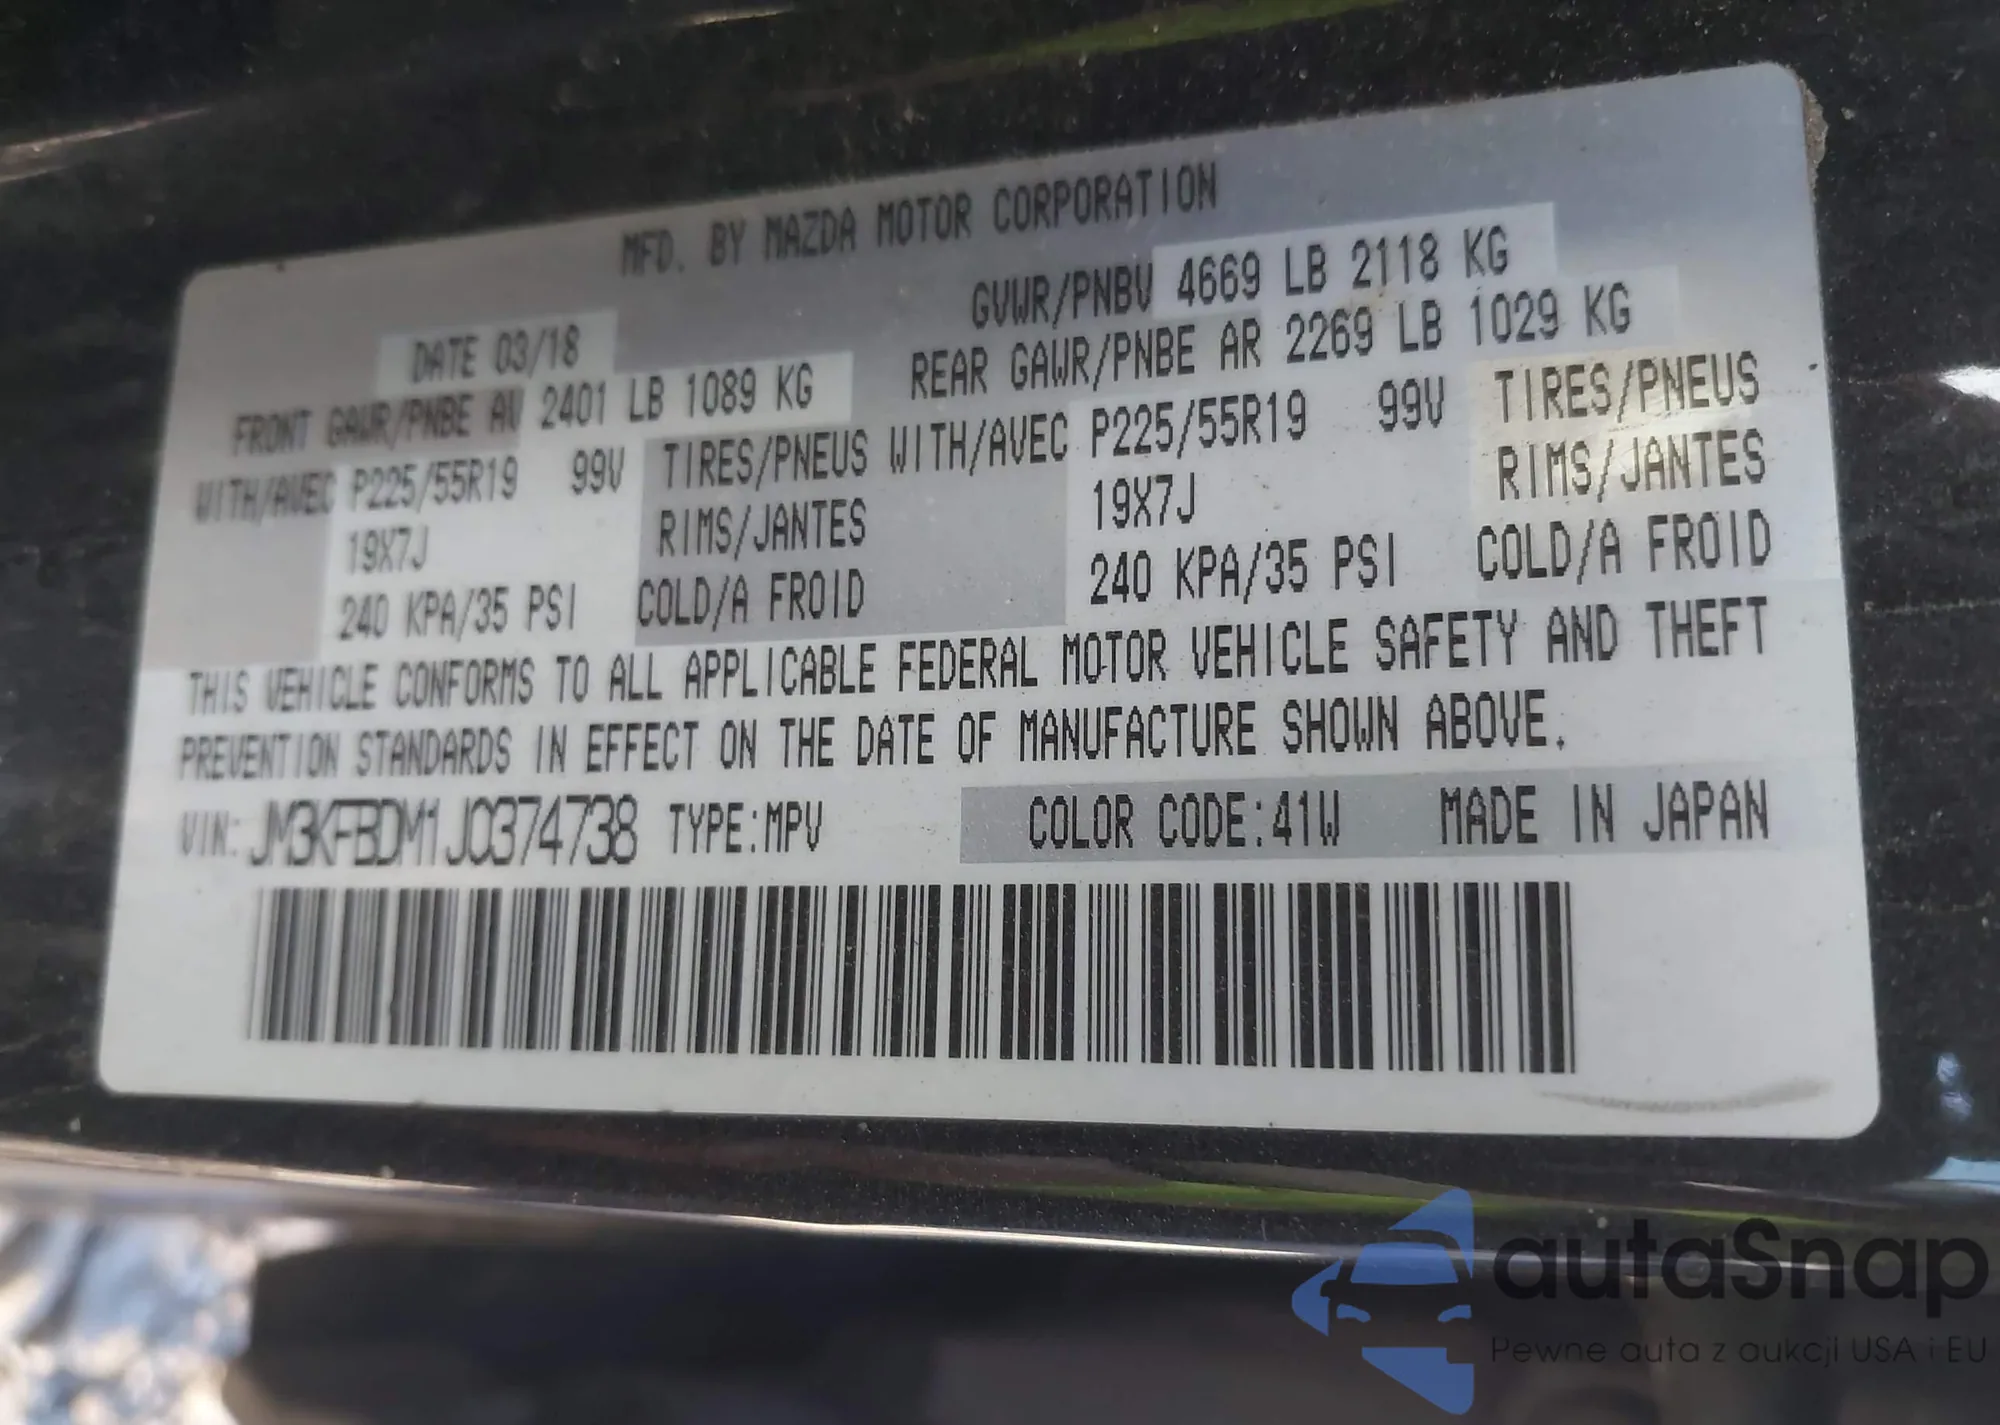 MFD. BY MAZDA MOTOR CORPORATION
DATE 03/18 GVWR/PNBV 4669 LB 2118 KG
FRONT GAWR/PNBE AV 2401 LB 1089 KG REAR GAWR/PNBE AR 2269 LB 1029 KG
WITH/AVEC P225/55R19 99V TIRES/PNEUS WITH/AVEC P225/55R19 99V TIRES/PNEUS
19X7J RIMS/JANTES 19X7J RIMS/JANTES
240 KPA/35 PSI COLD/A FROID 240 KPA/35 PSI COLD/A FROID
THIS VEHICLE CONFORMS TO ALL APPLICABLE FEDERAL MOTOR VEHICLE SAFETY AND THEFT
PREVENTION STANDARDS IN EFFECT ON THE DATE OF MANUFACTURE SHOWN ABOVE.
VIN: JM3KFBDM1J0374738 TYPE:MPV COLOR CODE:41W MADE IN JAPAN
autaSnap
Pewne auta z aukcji USA i EU